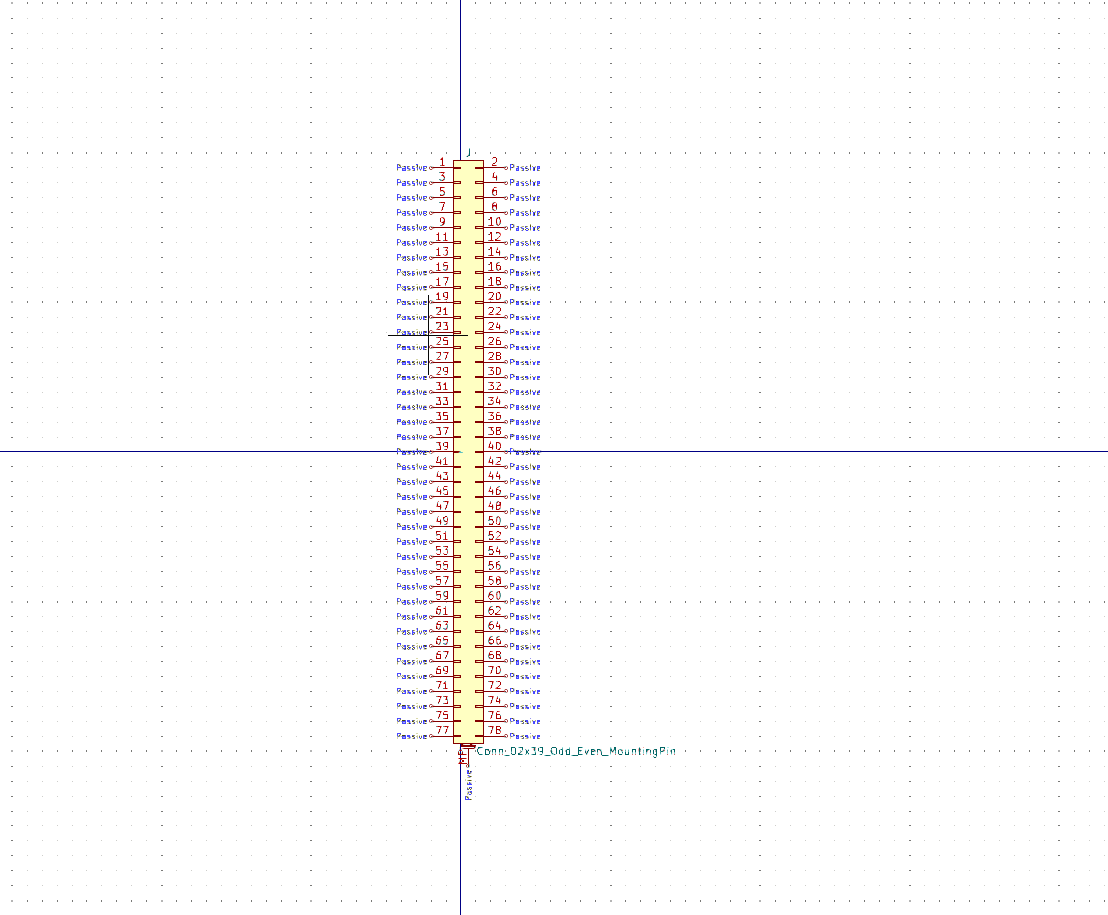 J
Passive 1 2 Passive
Passive 3 4 Passive
Passive 5 6 Passive
Passive 7 8 Passive
Passive 9 10 Passive
Passive 11 12 Passive
Passive 13 14 Passive
Passive 15 16 Passive
Passive 17 18 Passive
Passive 19 20 Passive
Passive 21 22 Passive
Passive 23 24 Passive
Passive 25 26 Passive
Passive 27 28 Passive
Passive 29 30 Passive
Passive 31 32 Passive
Passive 33 34 Passive
Passive 35 36 Passive
Passive 37 38 Passive
Passive 39 40 Passive
Passive 41 42 Passive
Passive 43 44 Passive
Passive 45 46 Passive
Passive 47 48 Passive
Passive 49 50 Passive
Passive 51 52 Passive
Passive 53 54 Passive
Passive 55 56 Passive
Passive 57 58 Passive
Passive 59 60 Passive
Passive 61 62 Passive
Passive 63 64 Passive
Passive 65 66 Passive
Passive 67 68 Passive
Passive 69 70 Passive
Passive 71 72 Passive
Passive 73 74 Passive
Passive 75 76 Passive
Passive 77 78 Passive
MP Conn_02x39_Odd_Even_MountingPin
Passive